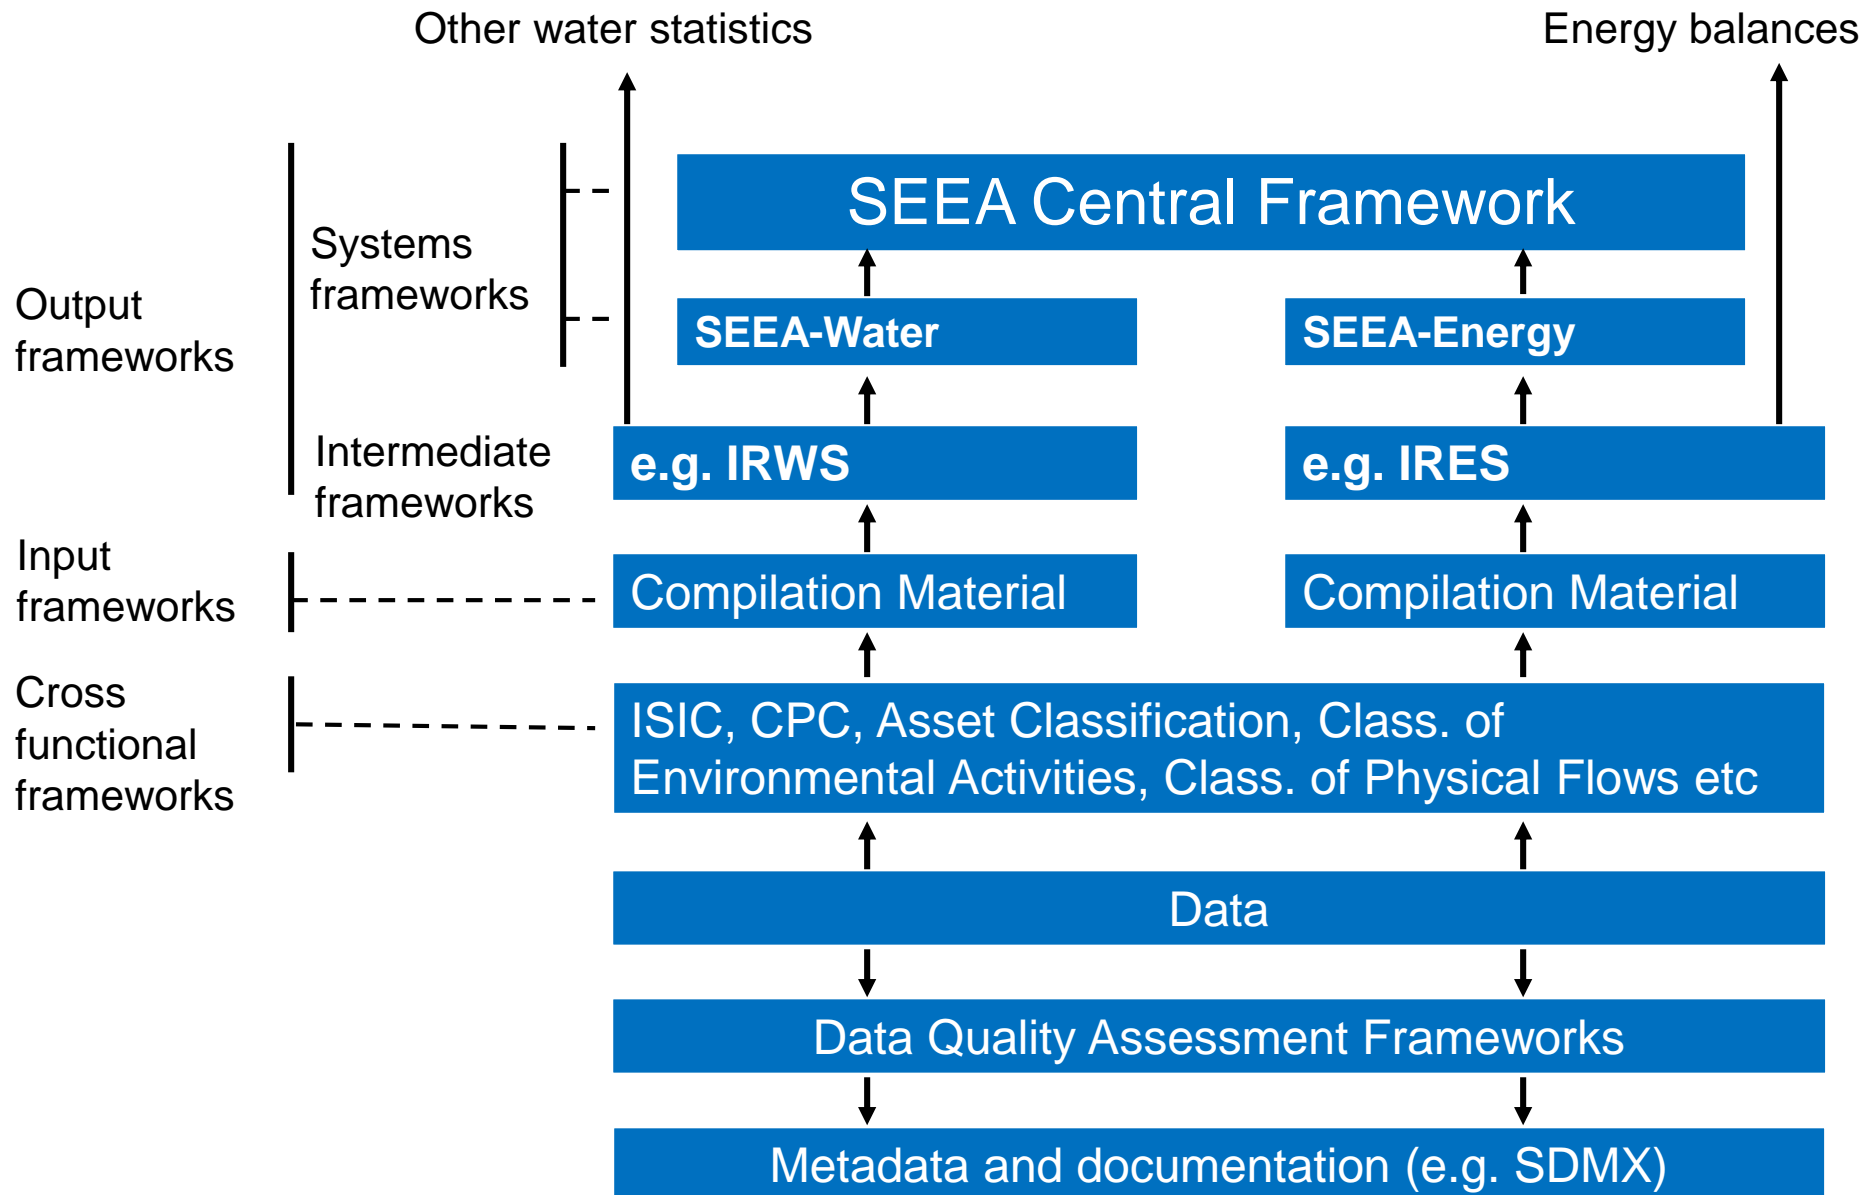 Other water statistics
Energy balances
SEEA Central Framework
Systems
frameworks
Output
frameworks
SEEA-Water
SEEA-Energy
Intermediate
frameworks
e.g. IRWS
e.g. IRES
Input
frameworks
Compilation Material
Compilation Material
Cross
functional
frameworks
ISIC, CPC, Asset Classification, Class. of
Environmental Activities, Class. of Physical Flows etc
Data
Data Quality Assessment Frameworks
Metadata and documentation (e.g. SDMX)